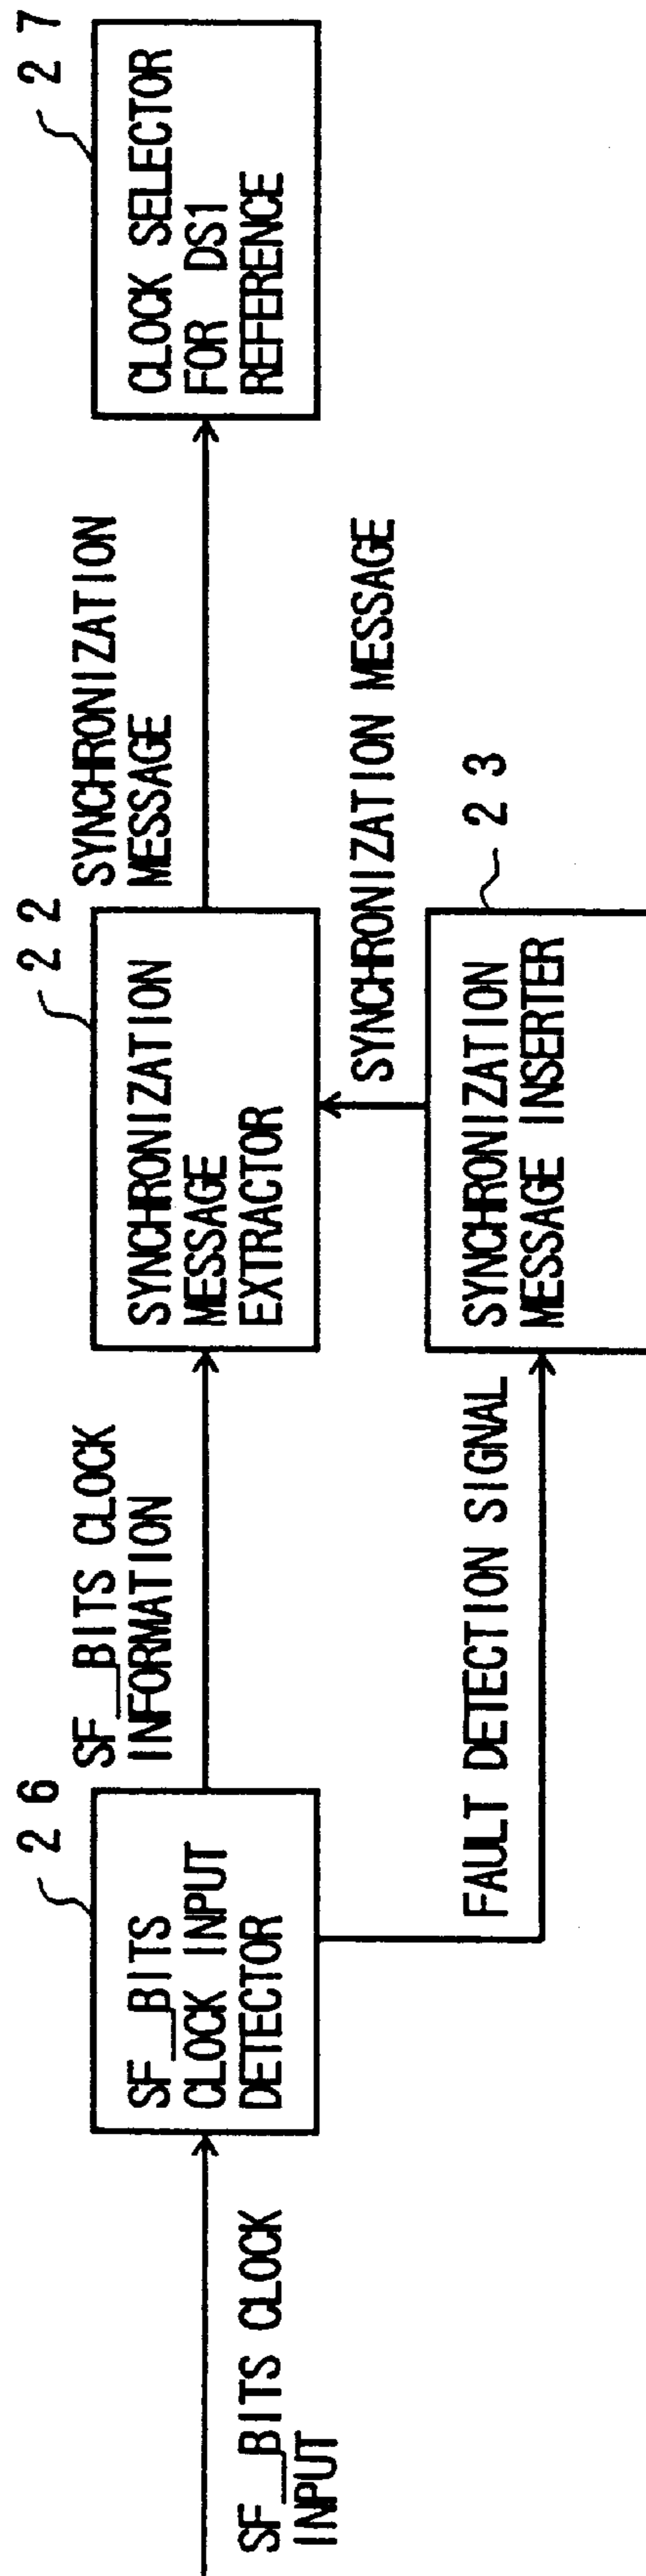 SF_BITS CLOCK
INPUT
26
SF_BITS
CLOCK INPUT
DETECTOR
SF_BITS CLOCK
INFORMATION
FAULT DETECTION SIGNAL
22
SYNCHRONIZATION
MESSAGE
EXTRACTOR
SYNCHRONIZATION MESSAGE
23
SYNCHRONIZATION
MESSAGE INSERTER
SYNCHRONIZATION
MESSAGE
27
CLOCK SELECTOR
FOR DS1
REFERENCE